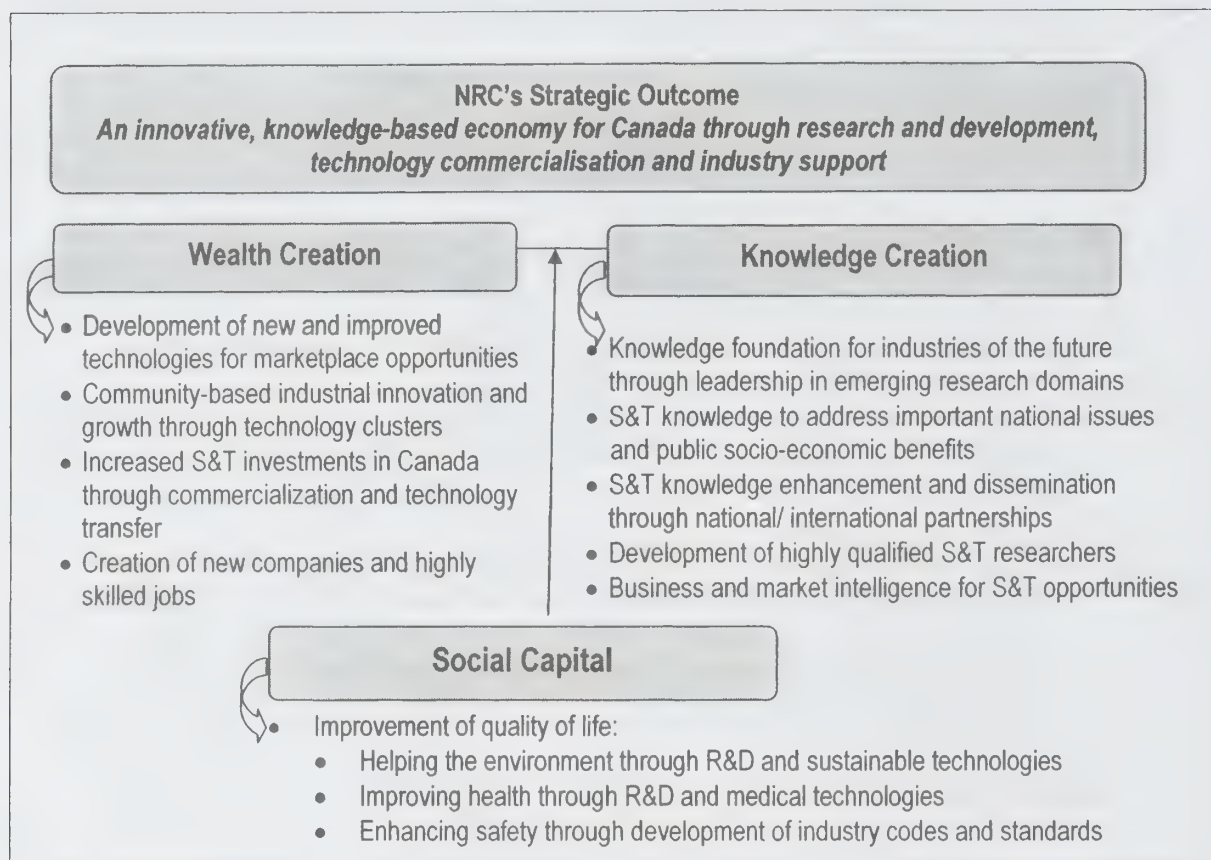 NRC's Strategic Outcome
An innovative, knowledge-based economy for Canada through research and development,
technology commercialisation and industry support
Wealth Creation
• Development of new and improved
technologies for marketplace opportunities
• Community-based industrial innovation and
growth through technology clusters
• Increased S&T investments in Canada
through commercialization and technology
transfer
• Creation of new companies and highly
skilled jobs
Knowledge Creation
• Knowledge foundation for industries of the future
through leadership in emerging research domains
• S&T knowledge to address important national issues
and public socio-economic benefits
• S&T knowledge enhancement and dissemination
through national/ international partnerships
• Development of highly qualified S&T researchers
• Business and market intelligence for S&T opportunities
Social Capital
• Improvement of quality of life:
• Helping the environment through R&D and sustainable technologies
• Improving health through R&D and medical technologies
• Enhancing safety through development of industry codes and standards